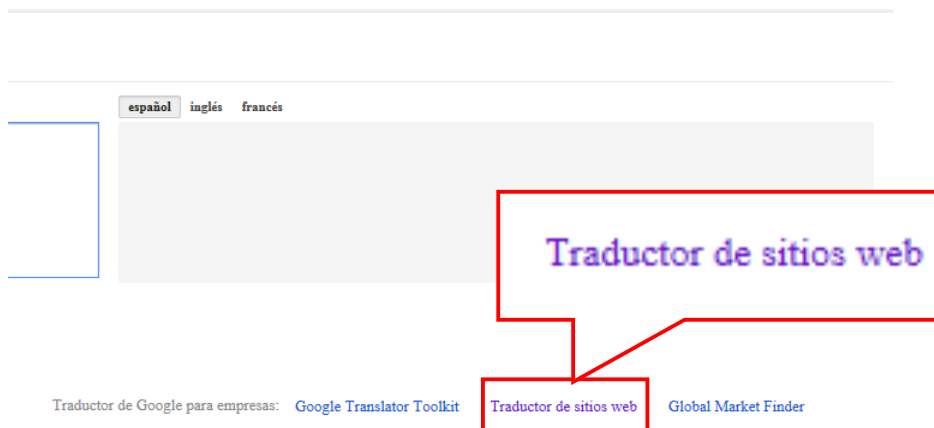 español inglés francés
Traductor de sitios web
Traductor de Google para empresas: Google Translator Toolkit Traductor de sitios web Global Market Finder